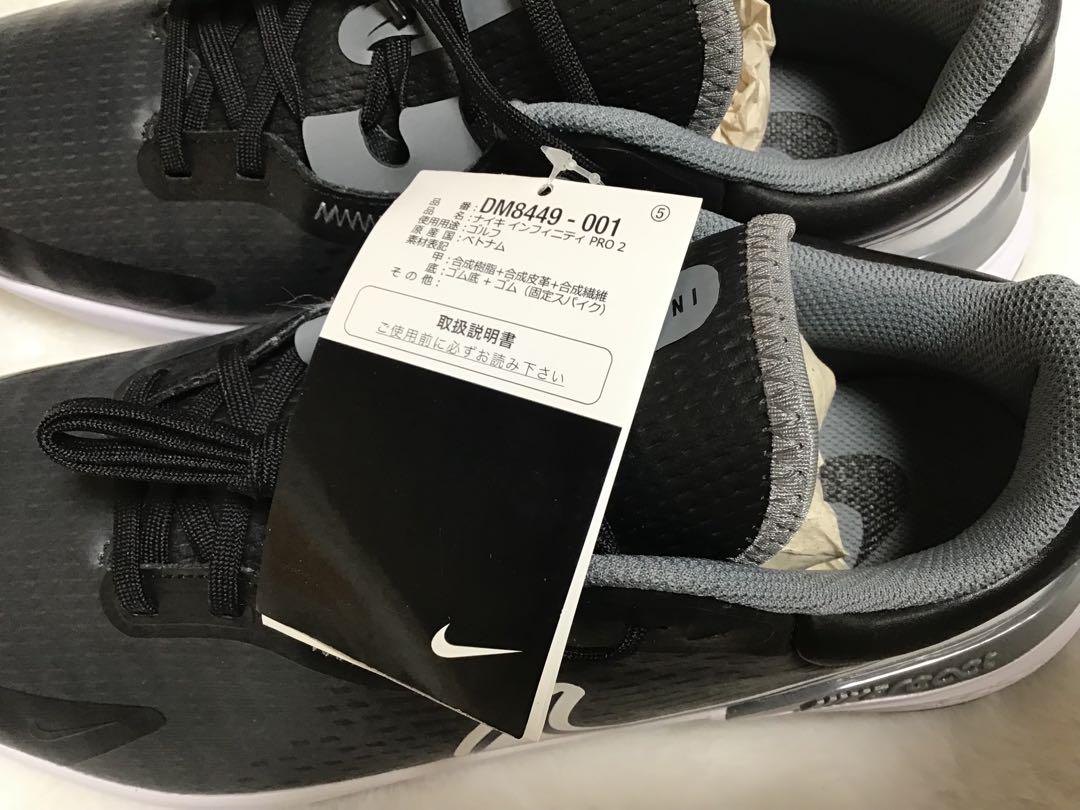 品 番 : DM8449 - 001 ⑤
品 名 : ナイキ インフィニティ PRO 2
使用用途 : ゴルフ
原 産 国 : ベトナム
素材表記 :
甲 : 合成樹脂+合成皮革+合成繊維
底 : ゴム底 + ゴム (固定スパイク)
そ の 他 :
取扱説明書
ご使用前に必ずお読み下さい